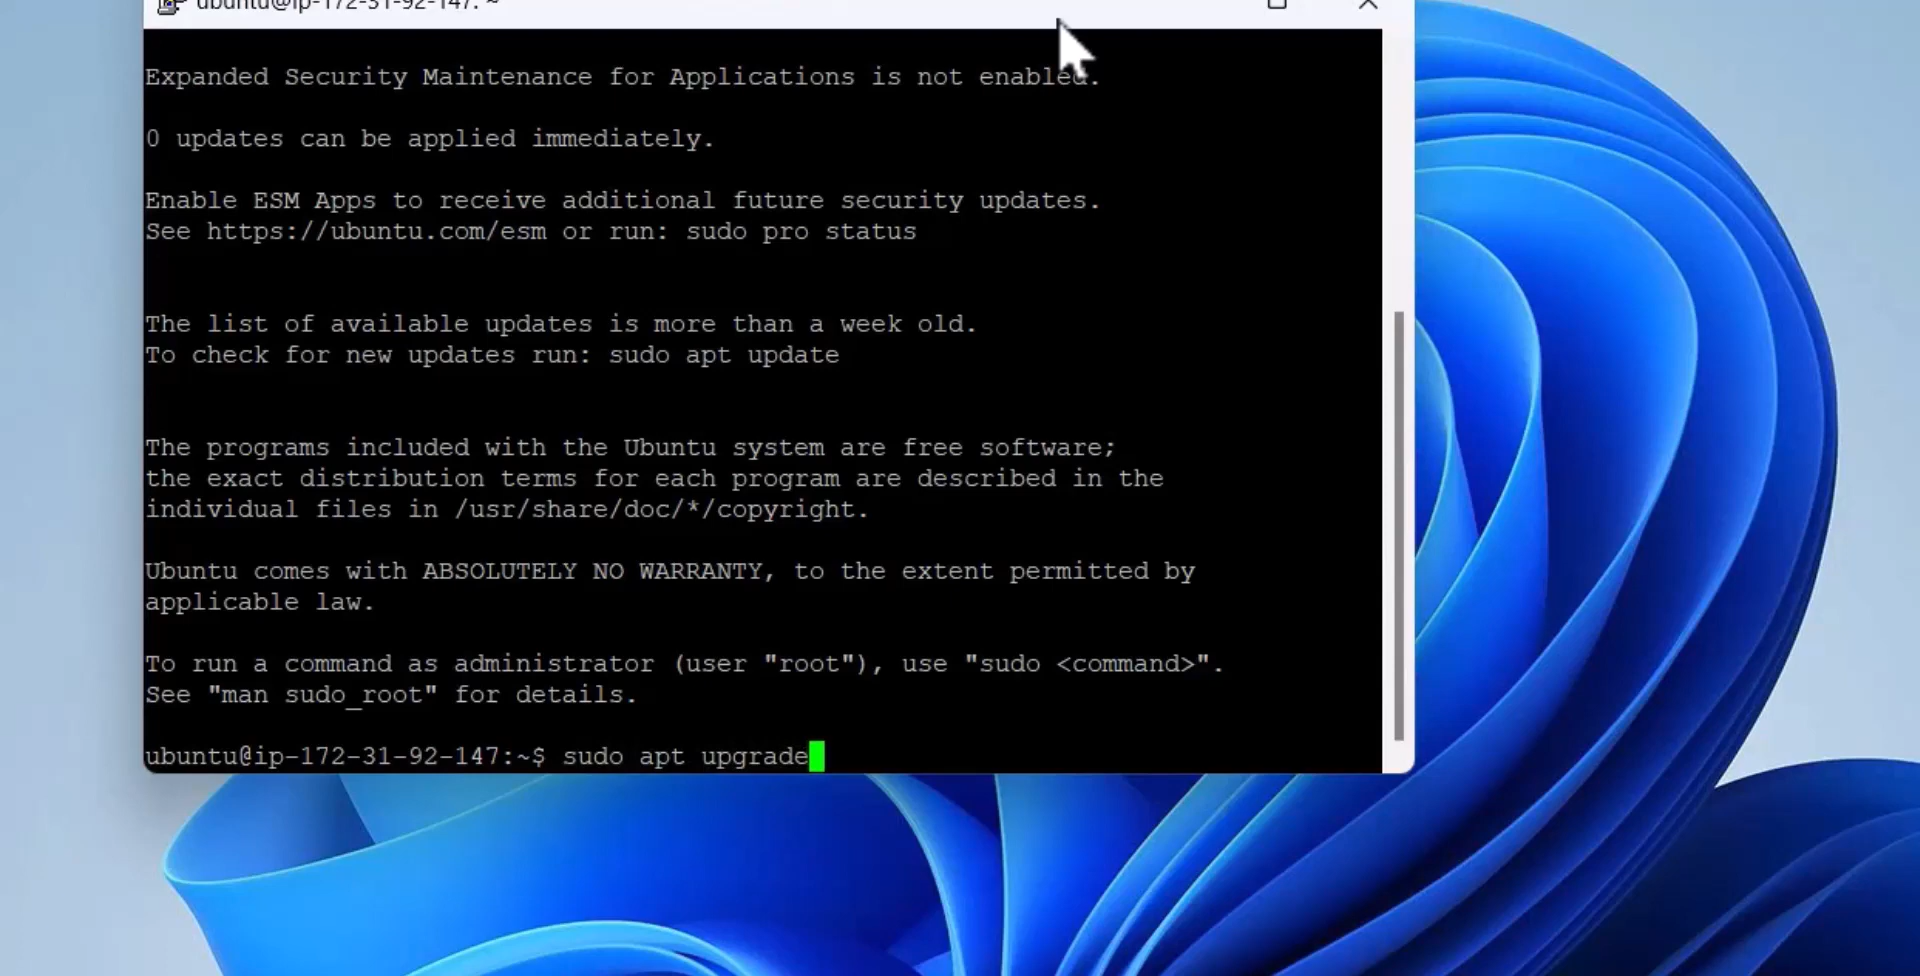 ubuntu@ip-172-31-92-147: ~
Expanded Security Maintenance for Applications is not enabled.
0 updates can be applied immediately.
Enable ESM Apps to receive additional future security updates.
See https://ubuntu.com/esm or run: sudo pro status
The list of available updates is more than a week old.
To check for new updates run: sudo apt update
The programs included with the Ubuntu system are free software;
the exact distribution terms for each program are described in the
individual files in /usr/share/doc/*/copyright.
Ubuntu comes with ABSOLUTELY NO WARRANTY, to the extent permitted by
applicable law.
To run a command as administrator (user "root"), use "sudo <command>".
See "man sudo_root" for details.
ubuntu@ip-172-31-92-147:~$ sudo apt upgrade